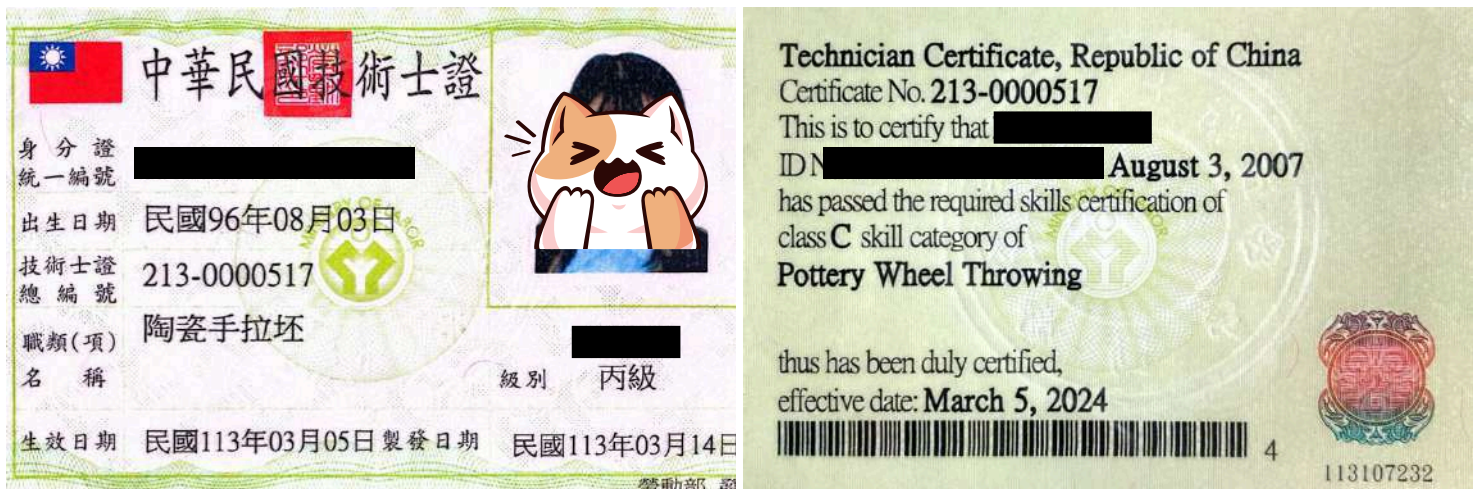 中華民國技術士證
身分證
統一編號
出生日期 民國96年08月03日
技術士證
總編號 213-0000517
職類(項)
名稱 陶瓷手拉坯
級別 丙級
生效日期 民國113年03月05日 製發日期 民國113年03月14日
勞動部
MINISTRY OF LABOR
Technician Certificate, Republic of China
Certificate No. 213-0000517
This is to certify that
ID N August 3, 2007
has passed the required skills certification of
class C skill category of
Pottery Wheel Throwing
thus has been duly certified,
effective date: March 5, 2024
4
113107232